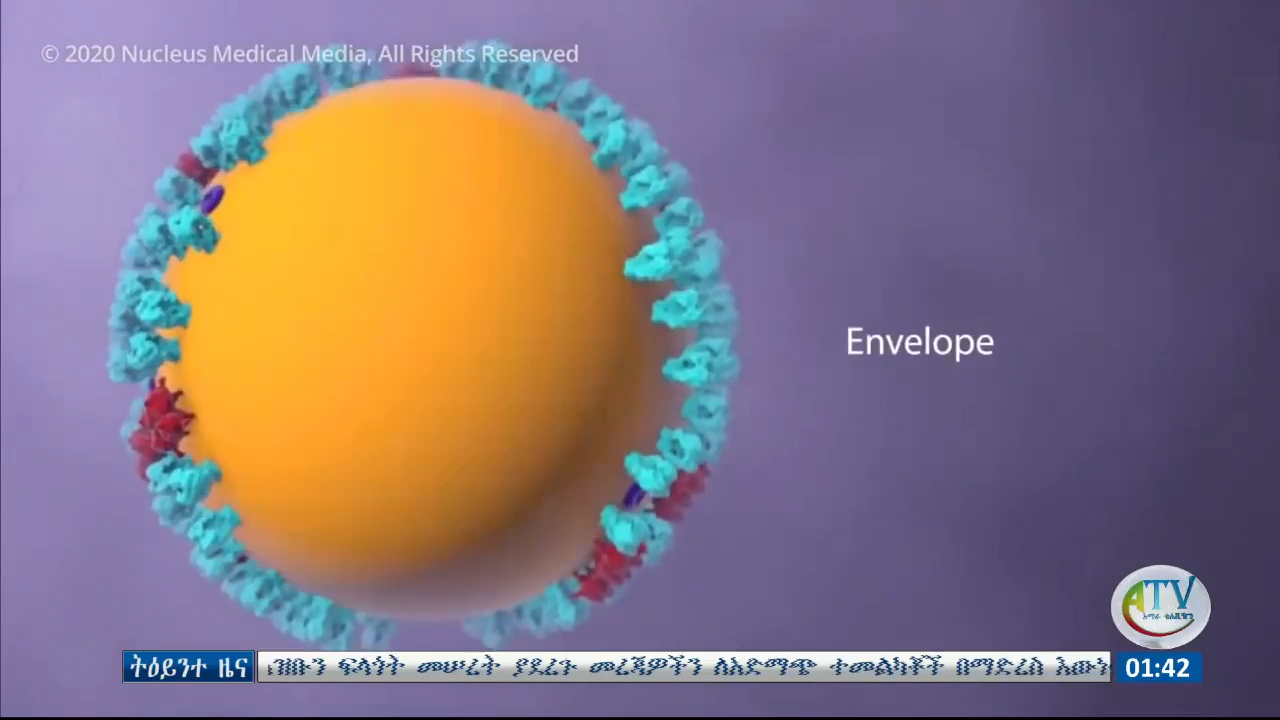 © 2020 Nucleus Medical Media, All Rights Reserved
Envelope
ATV
ትዕይንተ ዜና
ፍላጎት መሠረት ያደረጉ መረጃዎችን ለአድማጭ ተመልካቾች በማድረስ
01:42